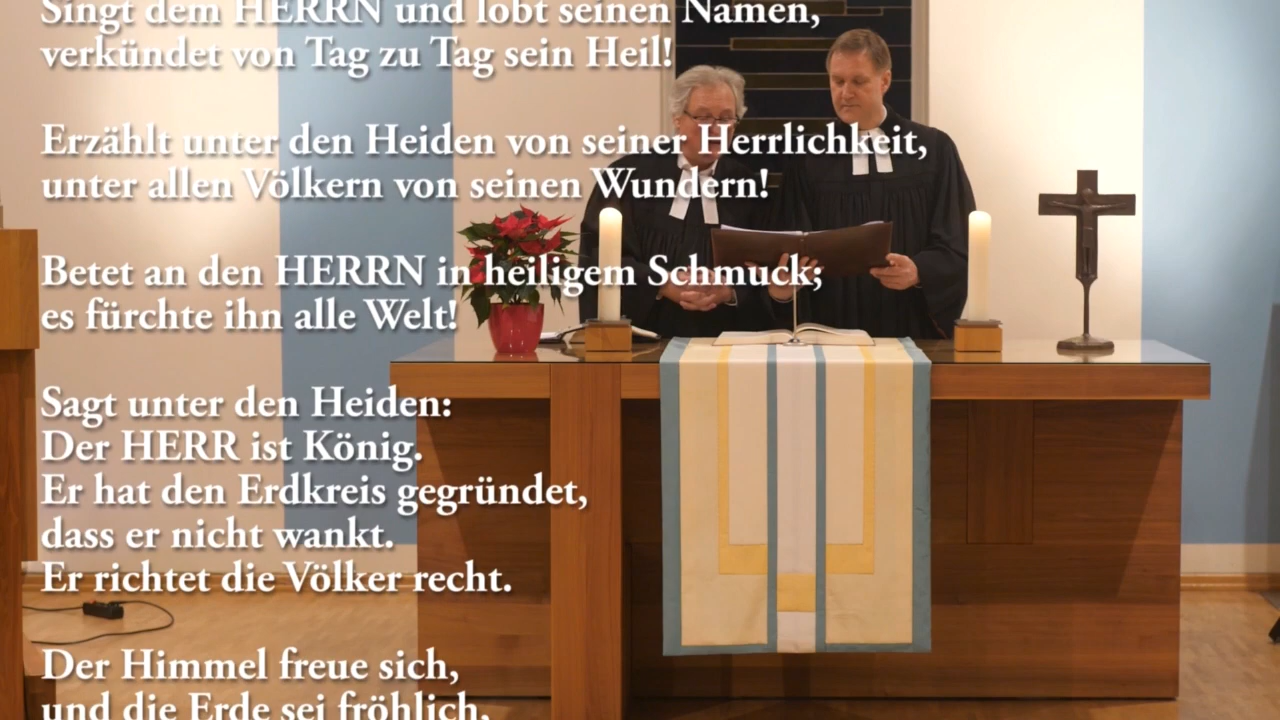 Singt dem HERRN und lobt seinen Namen,
verkündet von Tag zu Tag sein Heil!
Erzählt unter den Heiden von seiner Herrlichkeit,
unter allen Völkern von seinen Wundern!
Betet an den HERRN in heiligem Schmuck;
es fürchte ihn alle Welt!
Sagt unter den Heiden:
Der HERR ist König.
Er hat den Erdkreis gegründet,
dass er nicht wankt.
Er richtet die Völker recht.
Der Himmel freue sich,
und die Erde sei fröhlich,